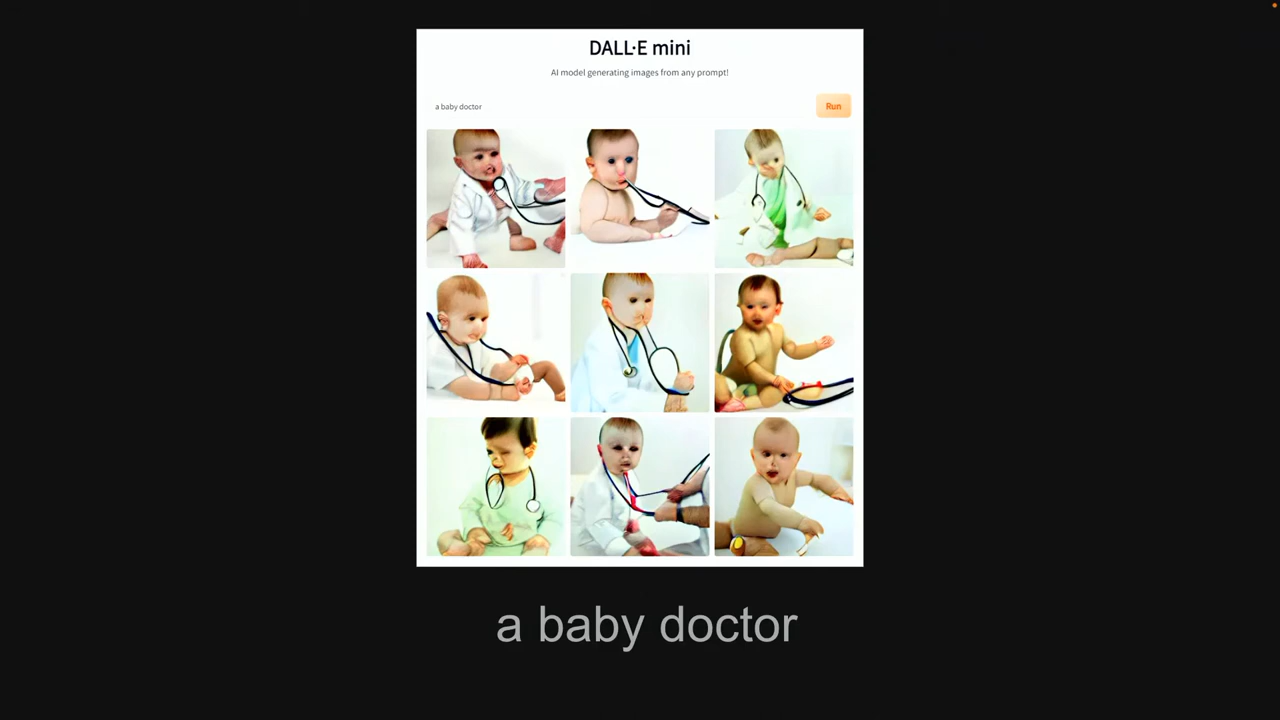 DALL·E mini
AI model generating images from any prompt!
a baby doctor
Run
a baby doctor